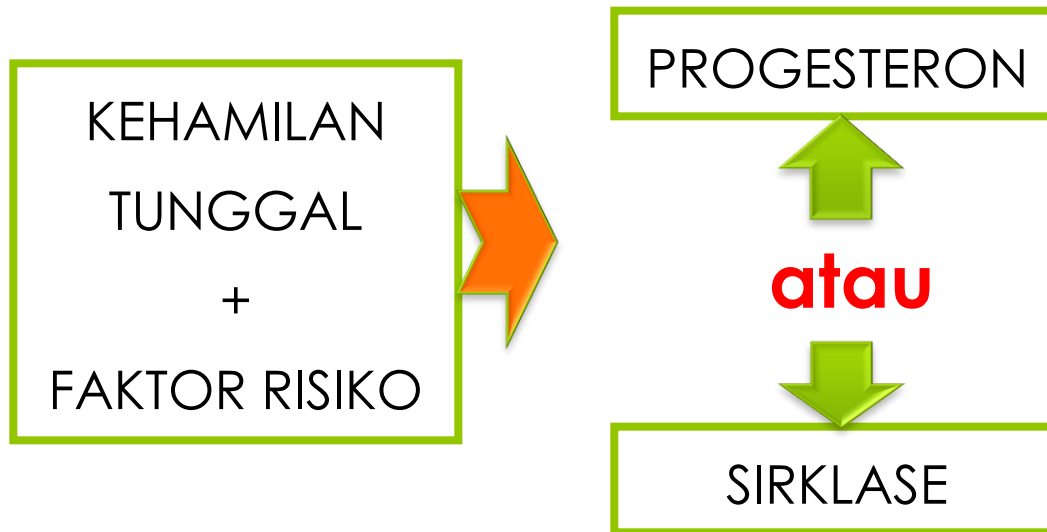 KEHAMILAN
TUNGGAL
+
FAKTOR RISIKO
PROGESTERON
atau
SIRKLASE